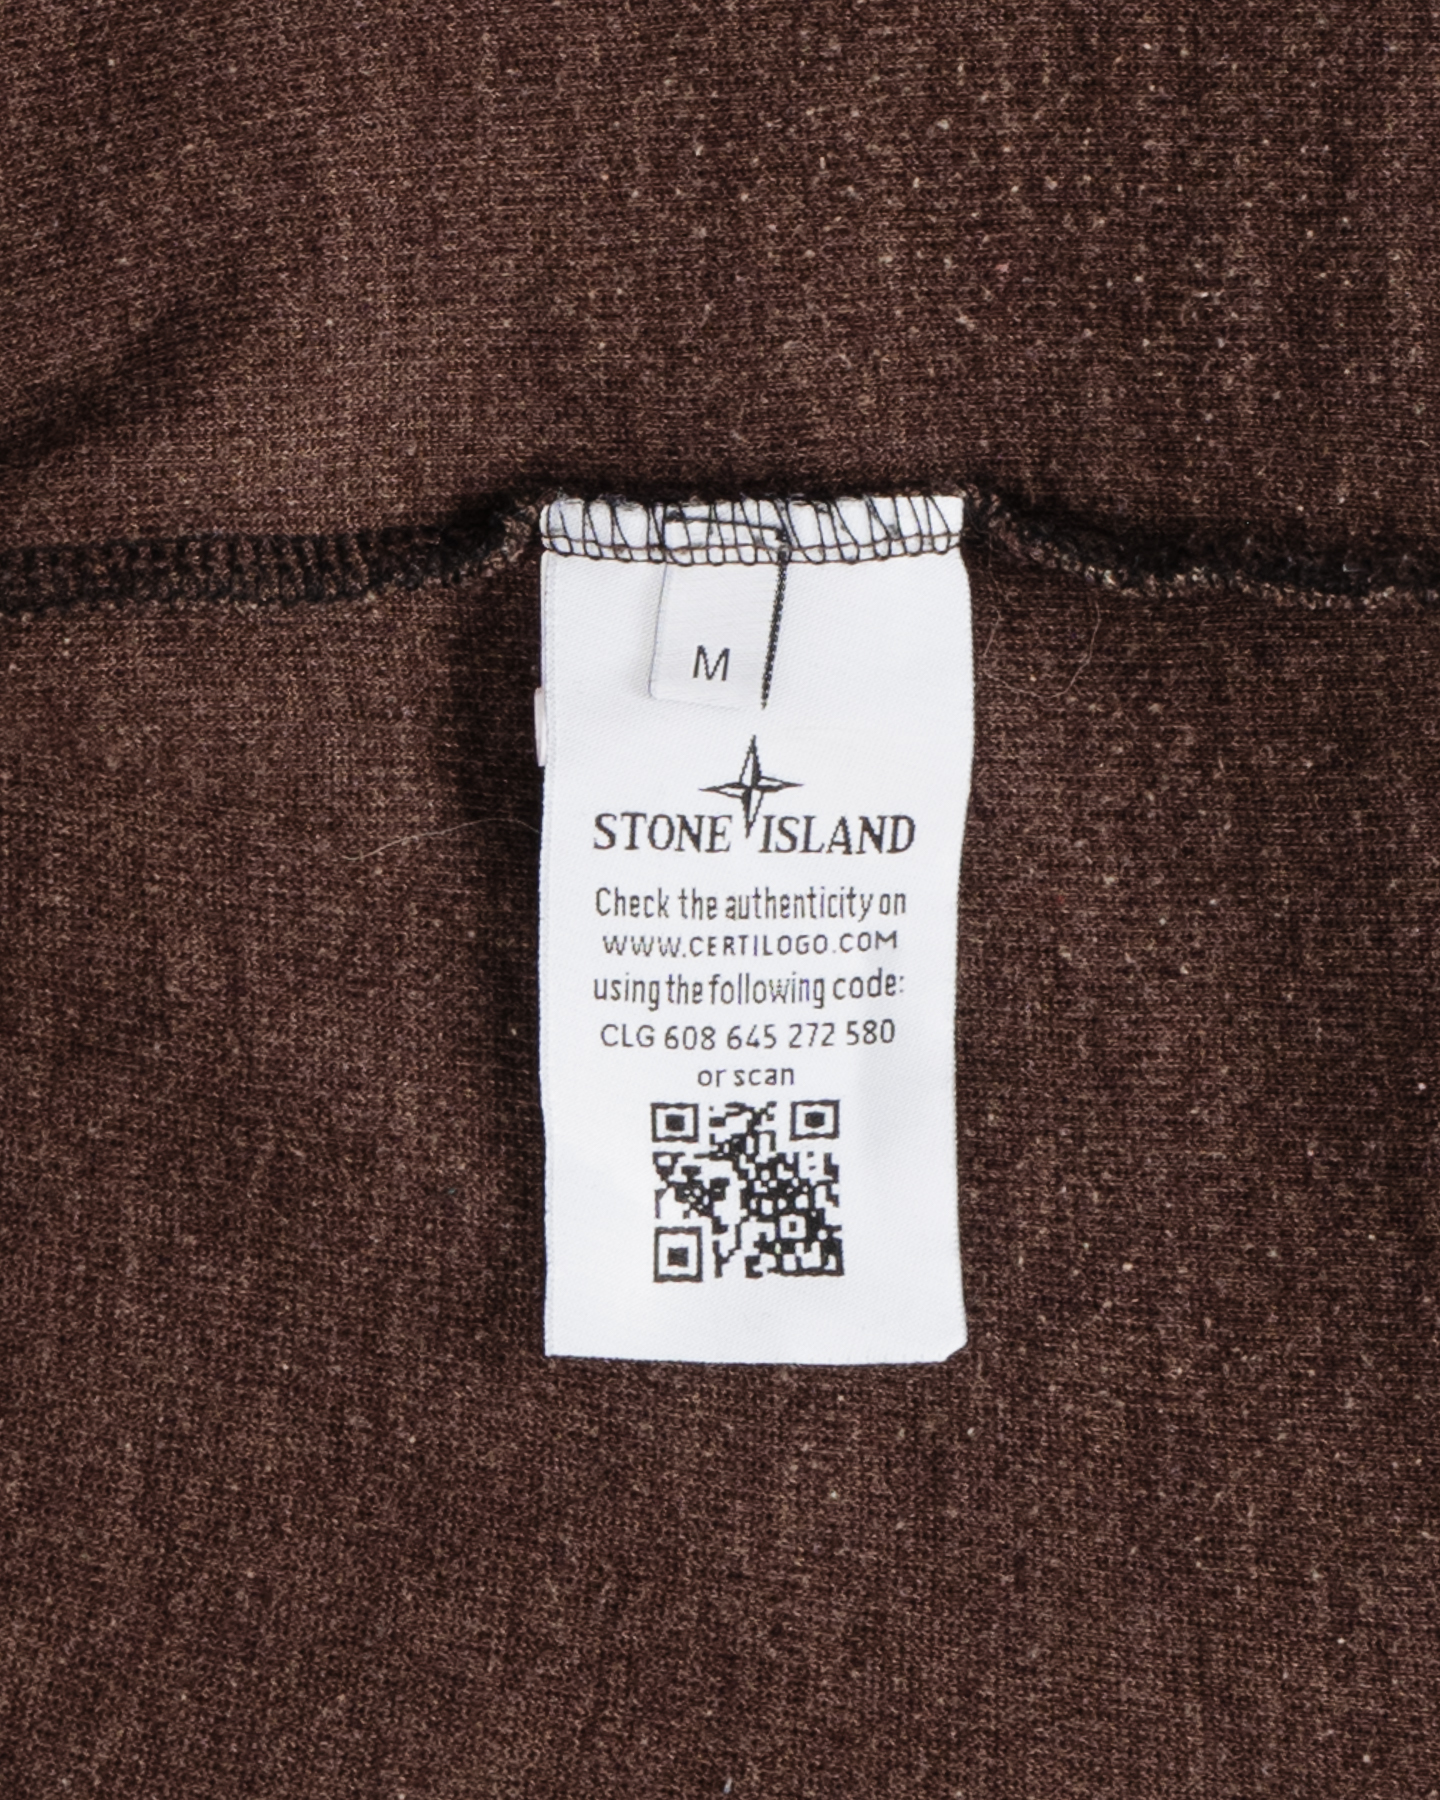 M
STONE ISLAND
Check the authenticity on
WWW.CERTILOGO.COM
using the following code:
CLG 608 645 272 580
or scan